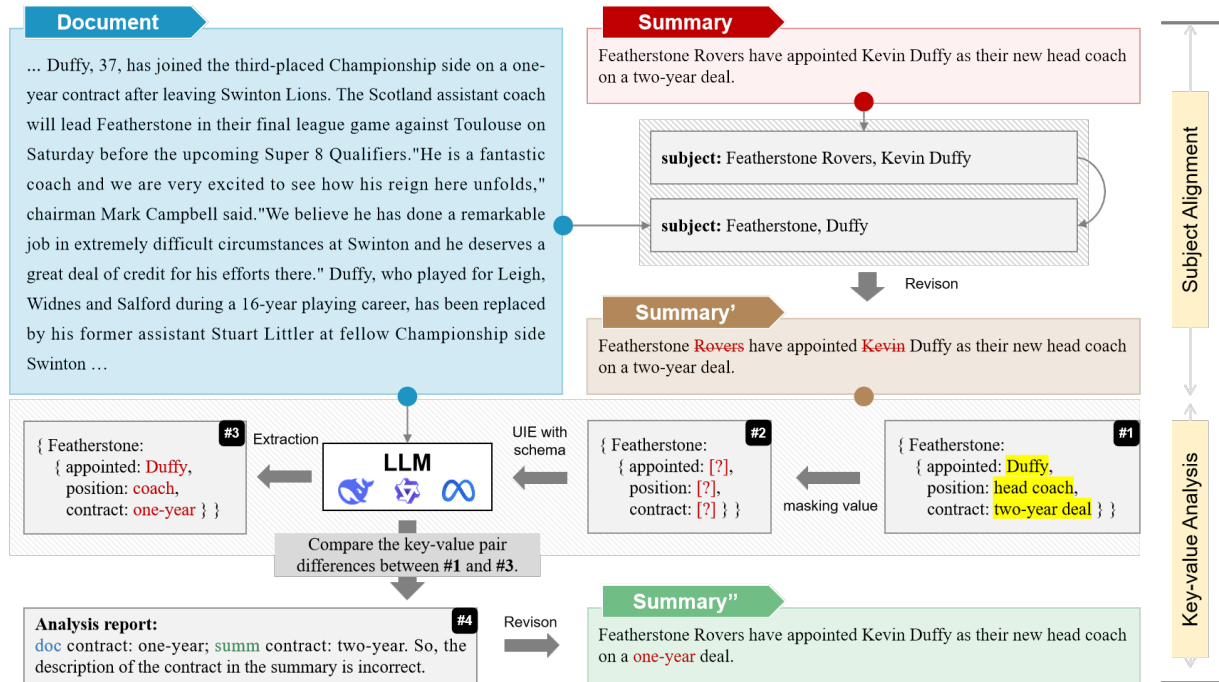 Document
... Duffy, 37, has joined the third-placed Championship side on a one-
year contract after leaving Swinton Lions. The Scotland assistant coach
will lead Featherstone in their final league game against Toulouse on
Saturday before the upcoming Super 8 Qualifiers."He is a fantastic
coach and we are very excited to see how his reign here unfolds,"
chairman Mark Campbell said."We believe he has done a remarkable
job in extremely difficult circumstances at Swinton and he deserves a
great deal of credit for his efforts there." Duffy, who played for Leigh,
Widnes and Salford during a 16-year playing career, has been replaced
by his former assistant Stuart Littler at fellow Championship side
Swinton ...
Summary
Featherstone Rovers have appointed Kevin Duffy as their new head coach
on a two-year deal.
subject: Featherstone Rovers, Kevin Duffy
subject: Featherstone, Duffy
Revison
Summary'
Featherstone Rovers have appointed Kevin Duffy as their new head coach
on a two-year deal.
Subject Alignment
#1
{ Featherstone:
{ appointed: Duffy,
position: head coach,
contract: two-year deal } }
masking value
#2
{ Featherstone:
{ appointed: [?],
position: [?],
contract: [?] } }
UIE with
schema
LLM
Extraction
#3
{ Featherstone:
{ appointed: Duffy,
position: coach,
contract: one-year } }
Compare the key-value pair
differences between #1 and #3.
#4
Analysis report:
doc contract: one-year; summ contract: two-year. So, the
description of the contract in the summary is incorrect.
Revison
Summary”
Featherstone Rovers have appointed Kevin Duffy as their new head coach
on a one-year deal.
Key-value Analysis